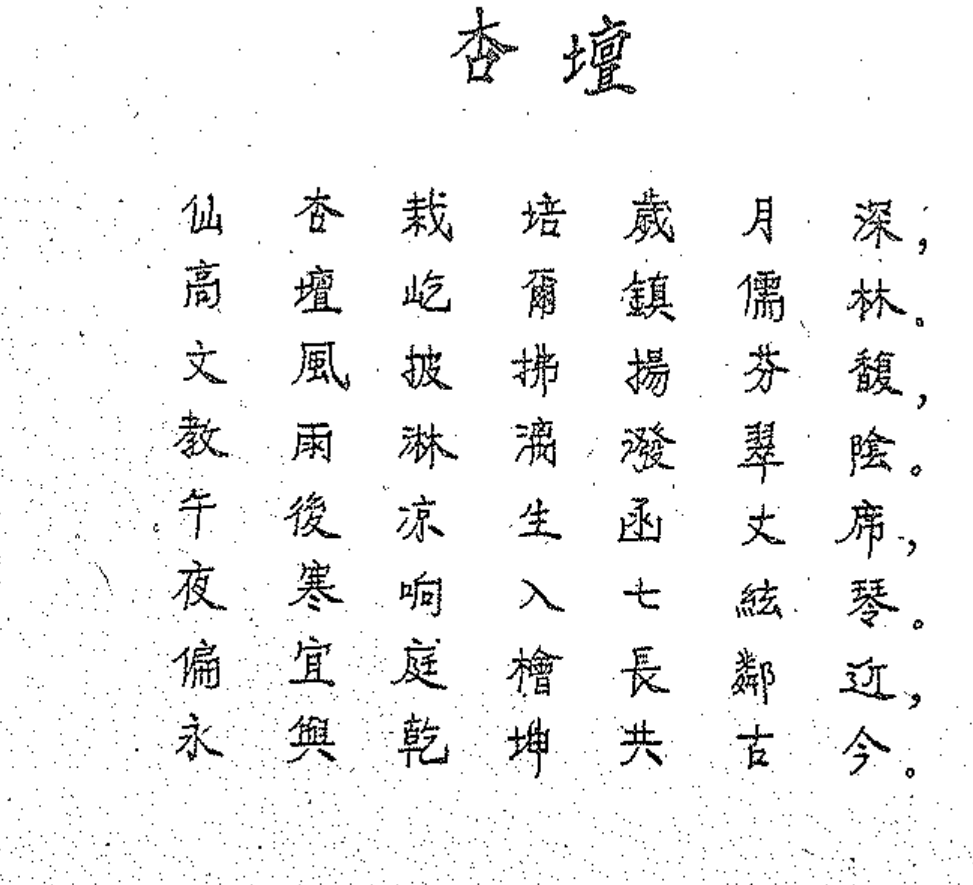 杏壇
仙杏栽培歲月深，
高壇屹爾鎮儒林。
文風披拂揚芬馥，
教雨淋漓潑翠陰。
午後凉生函丈席，
夜寒响入七絃琴。
偏宜庭檜長鄰近，
永與乾坤共古今。